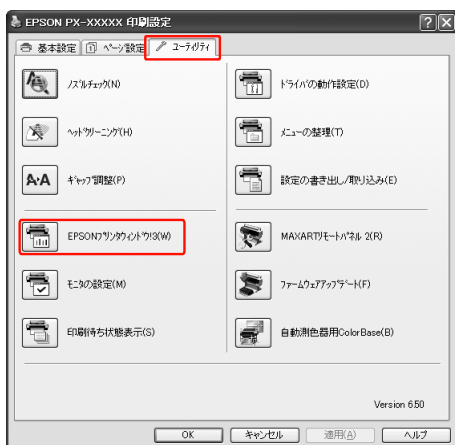 EPSON PX-XXXXX 印刷設定
基本設定 ページ設定 ユーティリティ
ノズルチェック(N)
ヘッドクリーニング(H)
ギャップ調整(P)
EPSONプリンタウィンドウ!3(W)
モニタの設定(M)
印刷待ち状態表示(S)
ドライバの動作設定(D)
メニューの整理(T)
設定の書き出し/取り込み(E)
MAXARTリモートパネル 2(R)
ファームウェアアップデート(F)
自動測色器用ColorBase(B)
Version 6.50
OK キャンセル 適用(A) ヘルプ